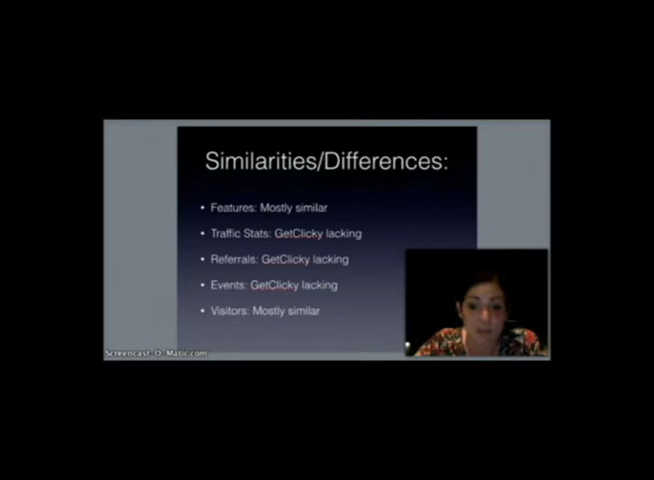 Similarities/Differences:
• Features: Mostly similar
• Traffic Stats: GetClicky lacking
• Referrals: GetClicky lacking
• Events: GetClicky lacking
• Visitors: Mostly similar
Screencast-O-Matic.com